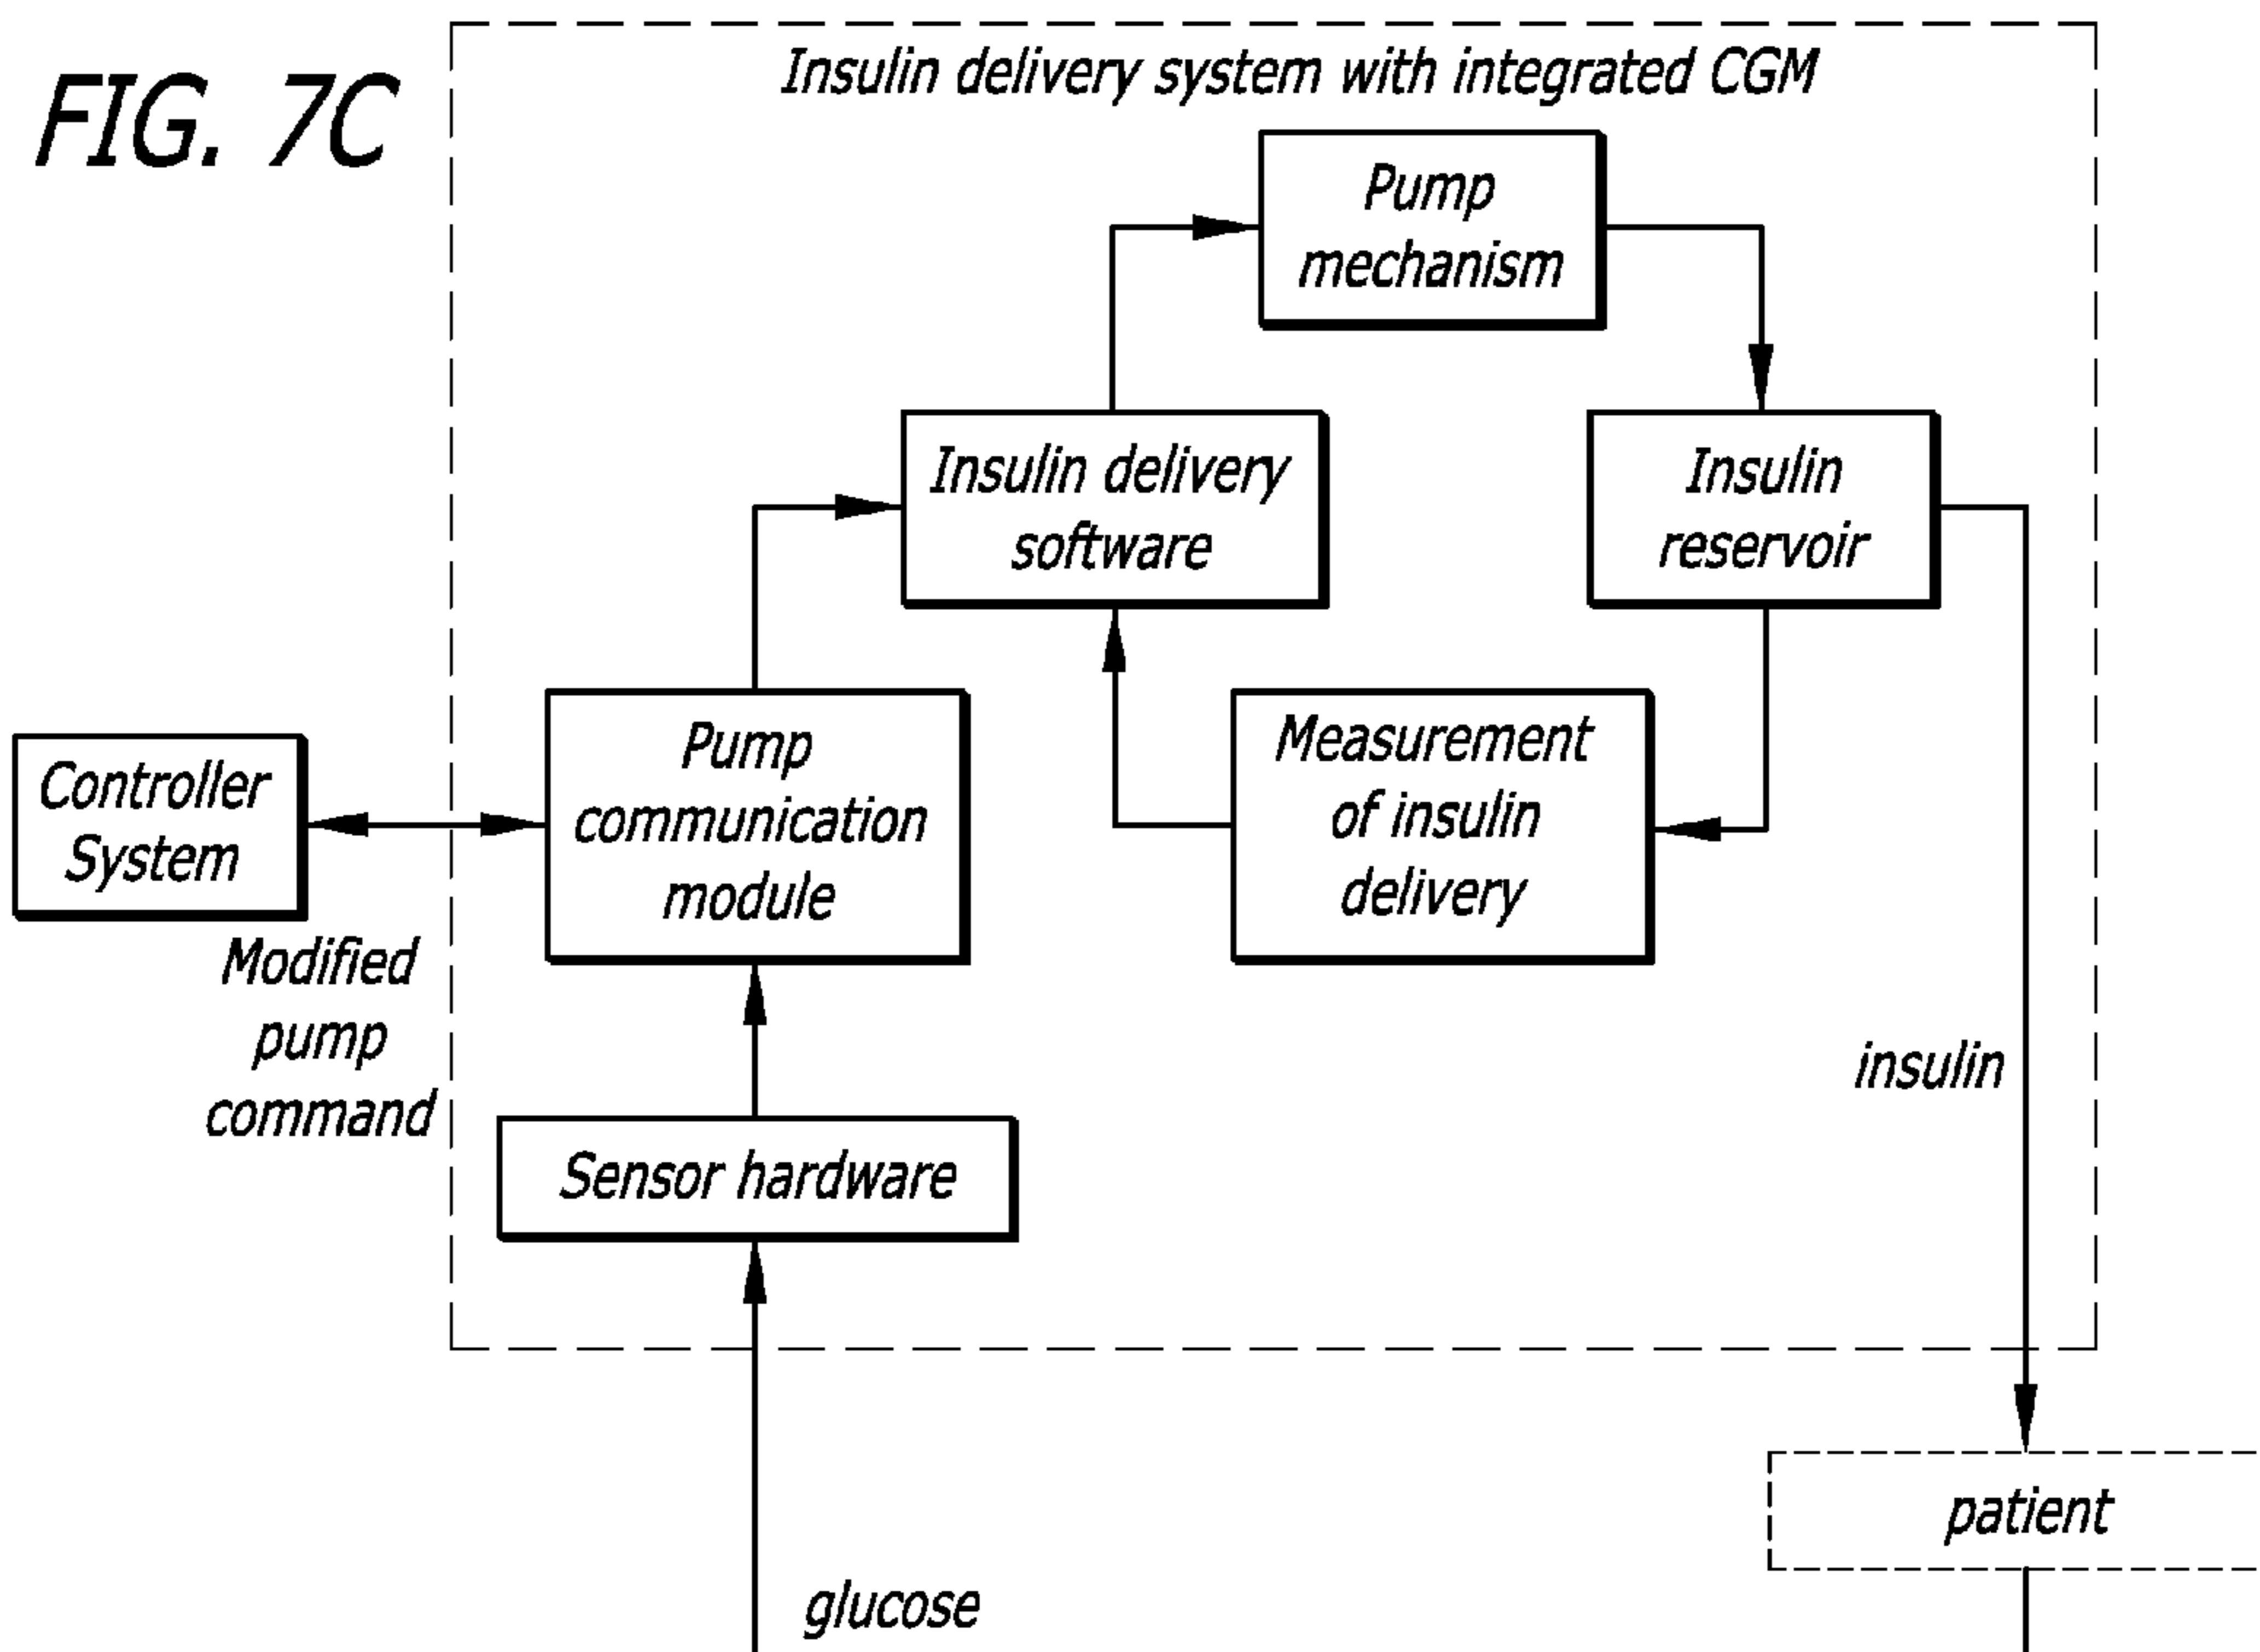 FIG. 7C
Insulin delivery system with integrated CGM
Pump
mechanism
Insulin delivery
software
Insulin
reservoir
Pump
communication
module
Measurement
of insulin
delivery
Controller
System
Modified
pump
command
Sensor hardware
insulin
patient
glucose